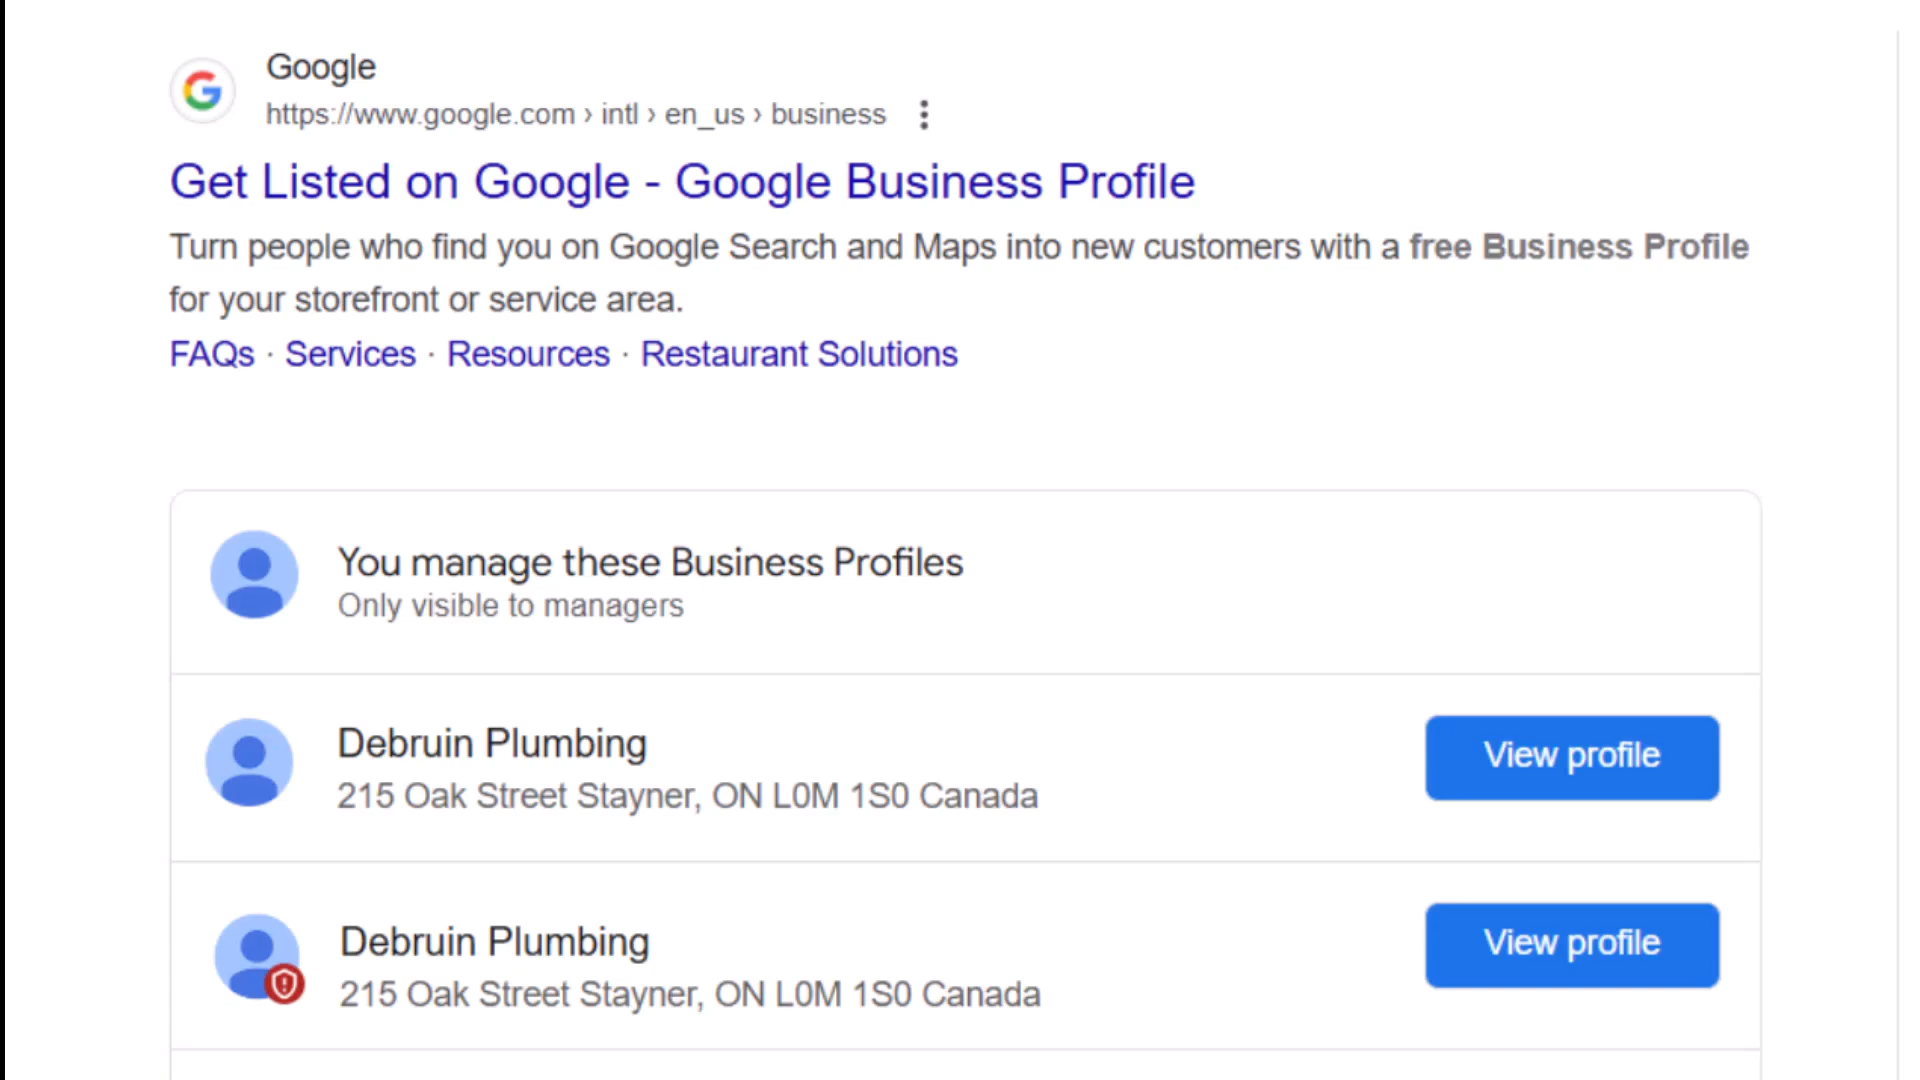 Google
https://www.google.com › intl › en_us › business
Get Listed on Google - Google Business Profile
Turn people who find you on Google Search and Maps into new customers with a free Business Profile
for your storefront or service area.
FAQs · Services · Resources · Restaurant Solutions
You manage these Business Profiles
Only visible to managers
Debruin Plumbing
215 Oak Street Stayner, ON L0M 1S0 Canada
View profile
Debruin Plumbing
215 Oak Street Stayner, ON L0M 1S0 Canada
View profile